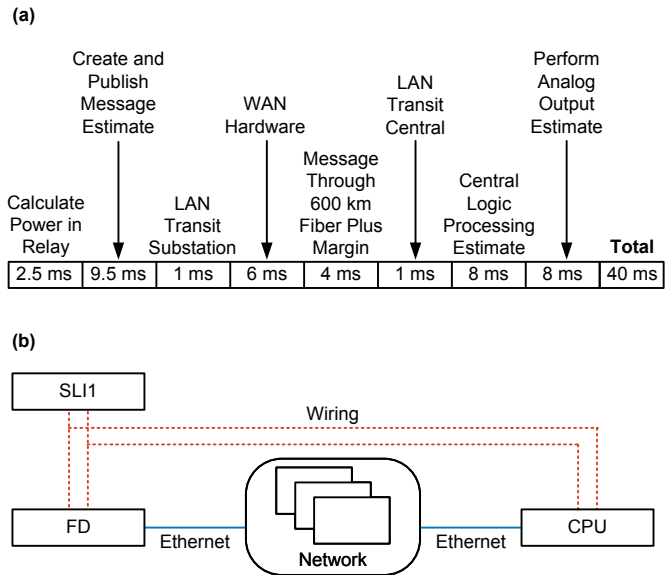 (a)
Create and
Publish
Message
Estimate
WAN
Hardware
LAN
Transit
Central
Perform
Analog
Output
Estimate
Calculate
Power in
Relay
LAN
Transit
Substation
Message
Through
600 km
Fiber Plus
Margin
Central
Logic
Processing
Estimate
Total
2.5 ms 9.5 ms 1 ms 6 ms 4 ms 1 ms 8 ms 8 ms 40 ms
(b)
SLI1
Wiring
FD
Ethernet
Network
Ethernet
CPU